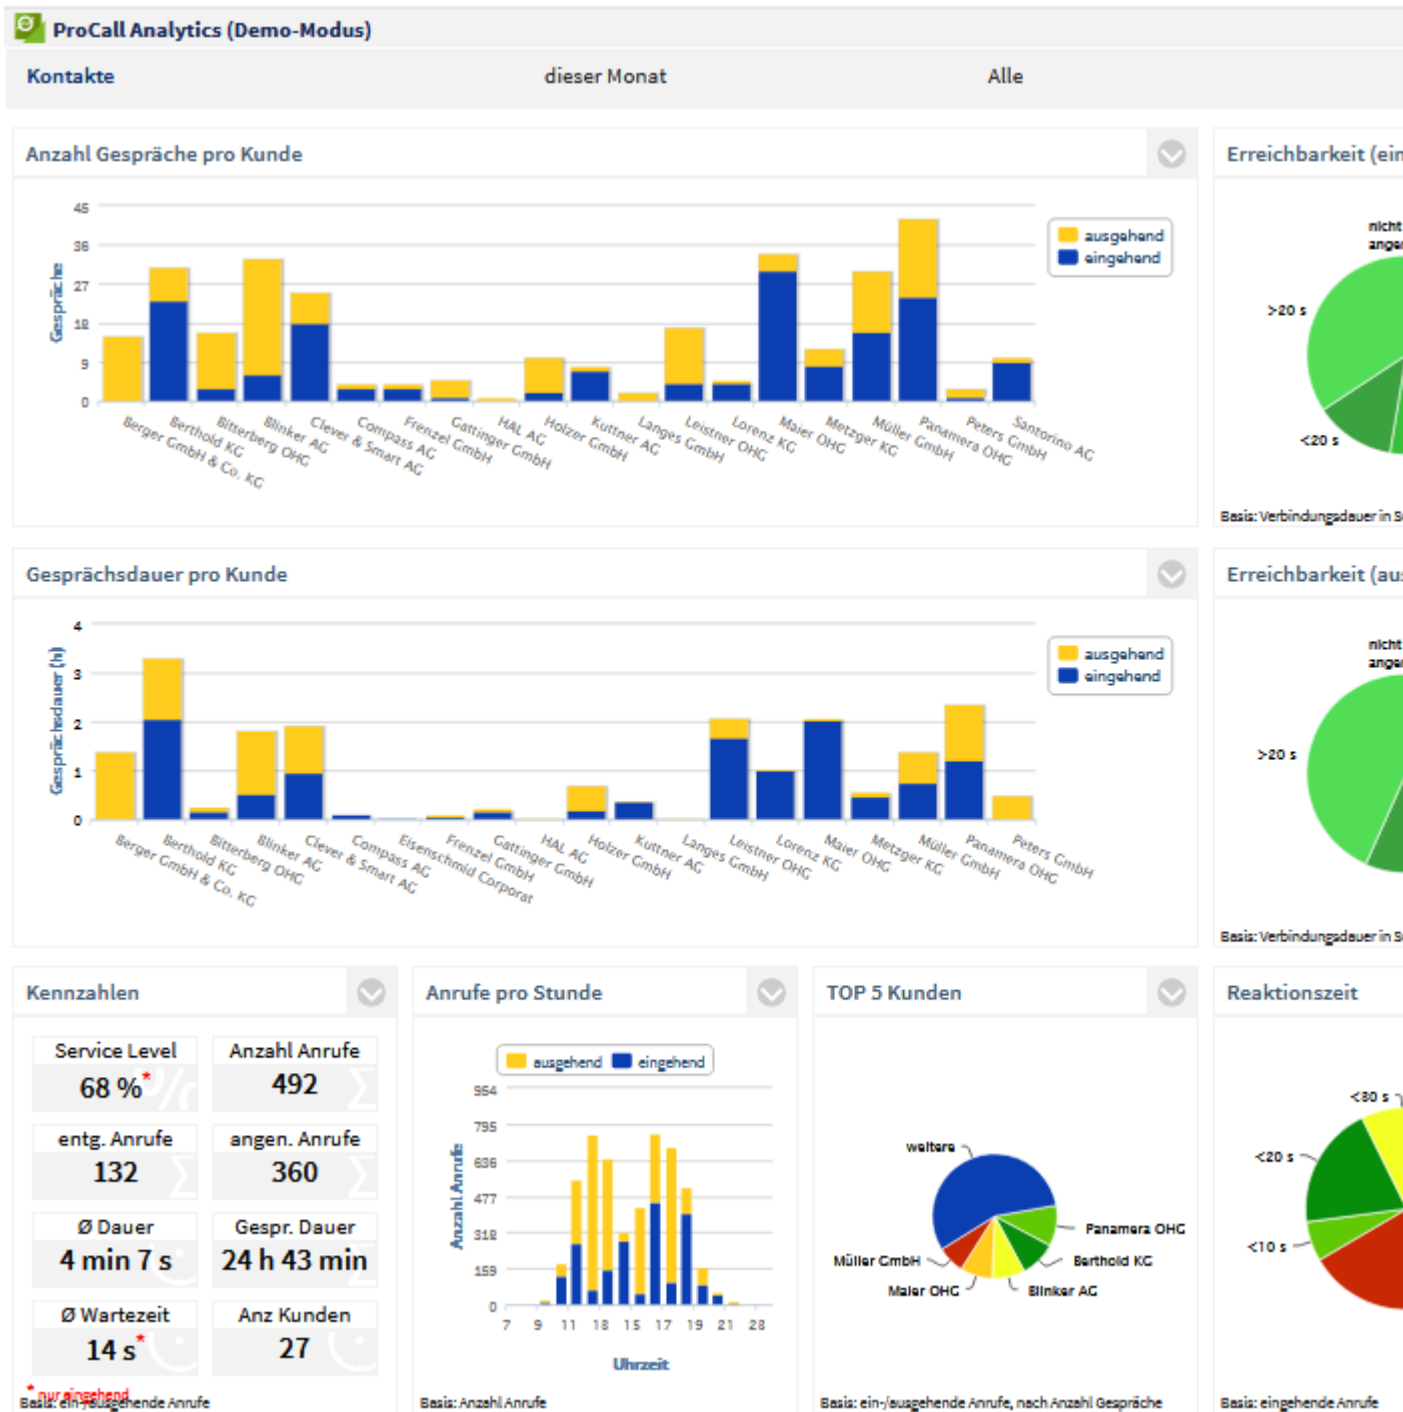 ProCall Analytics (Demo-Modus)
Kontakte
dieser Monat
Alle
Anzahl Gespräche pro Kunde
45
36
27
18
9
0
Gespräche
ausgehend
eingehend
Berger GmbH & Co. KG
Berthold KG
Bitterberg OHG
Blinker AG
Clever & Smart AG
Compass AG
Frenzel GmbH
Gattinger GmbH
HAL AG
Holzer GmbH
Kuttner AG
Langes GmbH
Leistner OHG
Lorenz KG
Maier OHG
Metzger KG
Müller GmbH
Panamera OHG
Peters GmbH
Santorino AG
Erreichbarkeit (ein
nicht
anger
>20 s
<20 s
Basis: Verbindungsdauer in S
Gesprächsdauer pro Kunde
4
3
2
1
0
Gesprächsdauer (h)
ausgehend
eingehend
Berger GmbH & Co. KG
Berthold KG
Bitterberg OHG
Blinker AG
Clever & Smart AG
Compass AG
Eisenschmid Corporat
Frenzel GmbH
Gattinger GmbH
HAL AG
Holzer GmbH
Kuttner AG
Langes GmbH
Leistner OHG
Lorenz KG
Maier OHG
Metzger KG
Müller GmbH
Panamera OHG
Peters GmbH
Erreichbarkeit (aus
nicht
anger
>20 s
Basis: Verbindungsdauer in S
Kennzahlen
Service Level
68 %*
Anzahl Anrufe
492
entg. Anrufe
132
angen. Anrufe
360
Ø Dauer
4 min 7 s
Gespr. Dauer
24 h 43 min
Ø Wartezeit
14 s*
Anz Kunden
27
* nur eingehend
Basis: ein-/ausgehende Anrufe
Anrufe pro Stunde
ausgehend
eingehend
954
795
636
477
318
159
0
Anzahl Anrufe
7 9 11 13 15 17 19 21 23
Uhrzeit
Basis: Anzahl Anrufe
TOP 5 Kunden
weitere
Panamera OHG
Berthold KG
Blinker AG
Maier OHG
Müller GmbH
Basis: ein-/ausgehende Anrufe, nach Anzahl Gespräche
Reaktionszeit
<30 s
<20 s
<10 s
Basis: eingehende Anrufe